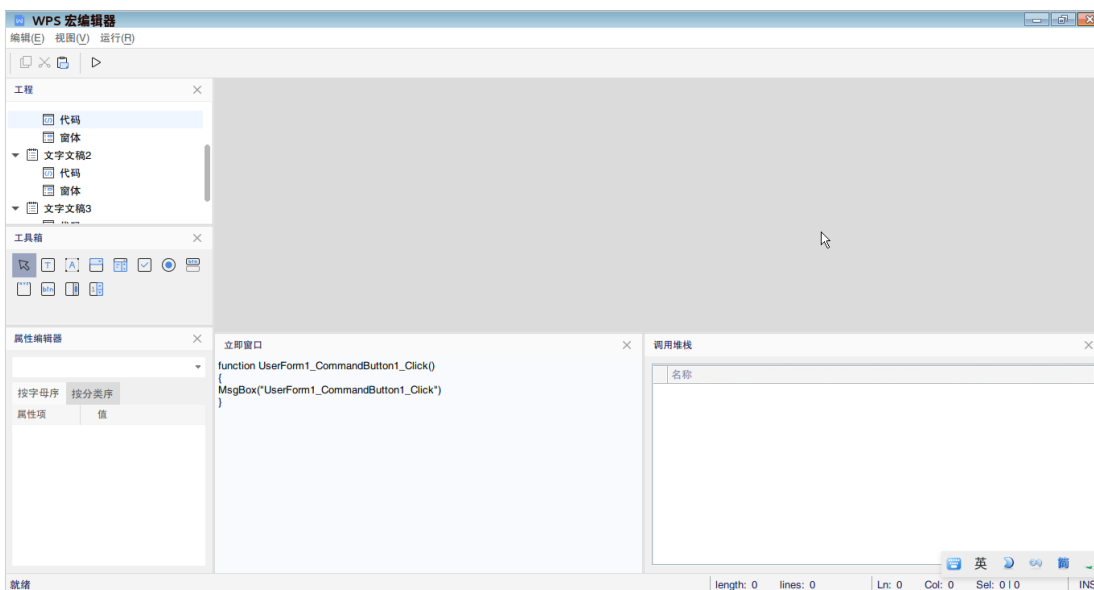 WPS 宏编辑器
编辑(E) 视图(V) 运行(R)
工程
代码
窗体
文字文稿2
代码
窗体
文字文稿3
工具箱
属性编辑器
按字母序 按分类序
属性项 值
立即窗口
function UserForm1_CommandButton1_Click()
{
MsgBox("UserForm1_CommandButton1_Click")
}
调用堆栈
名称
英 简
就绪
length: 0 lines: 0 Ln: 0 Col: 0 Sel: 0 | 0 INS